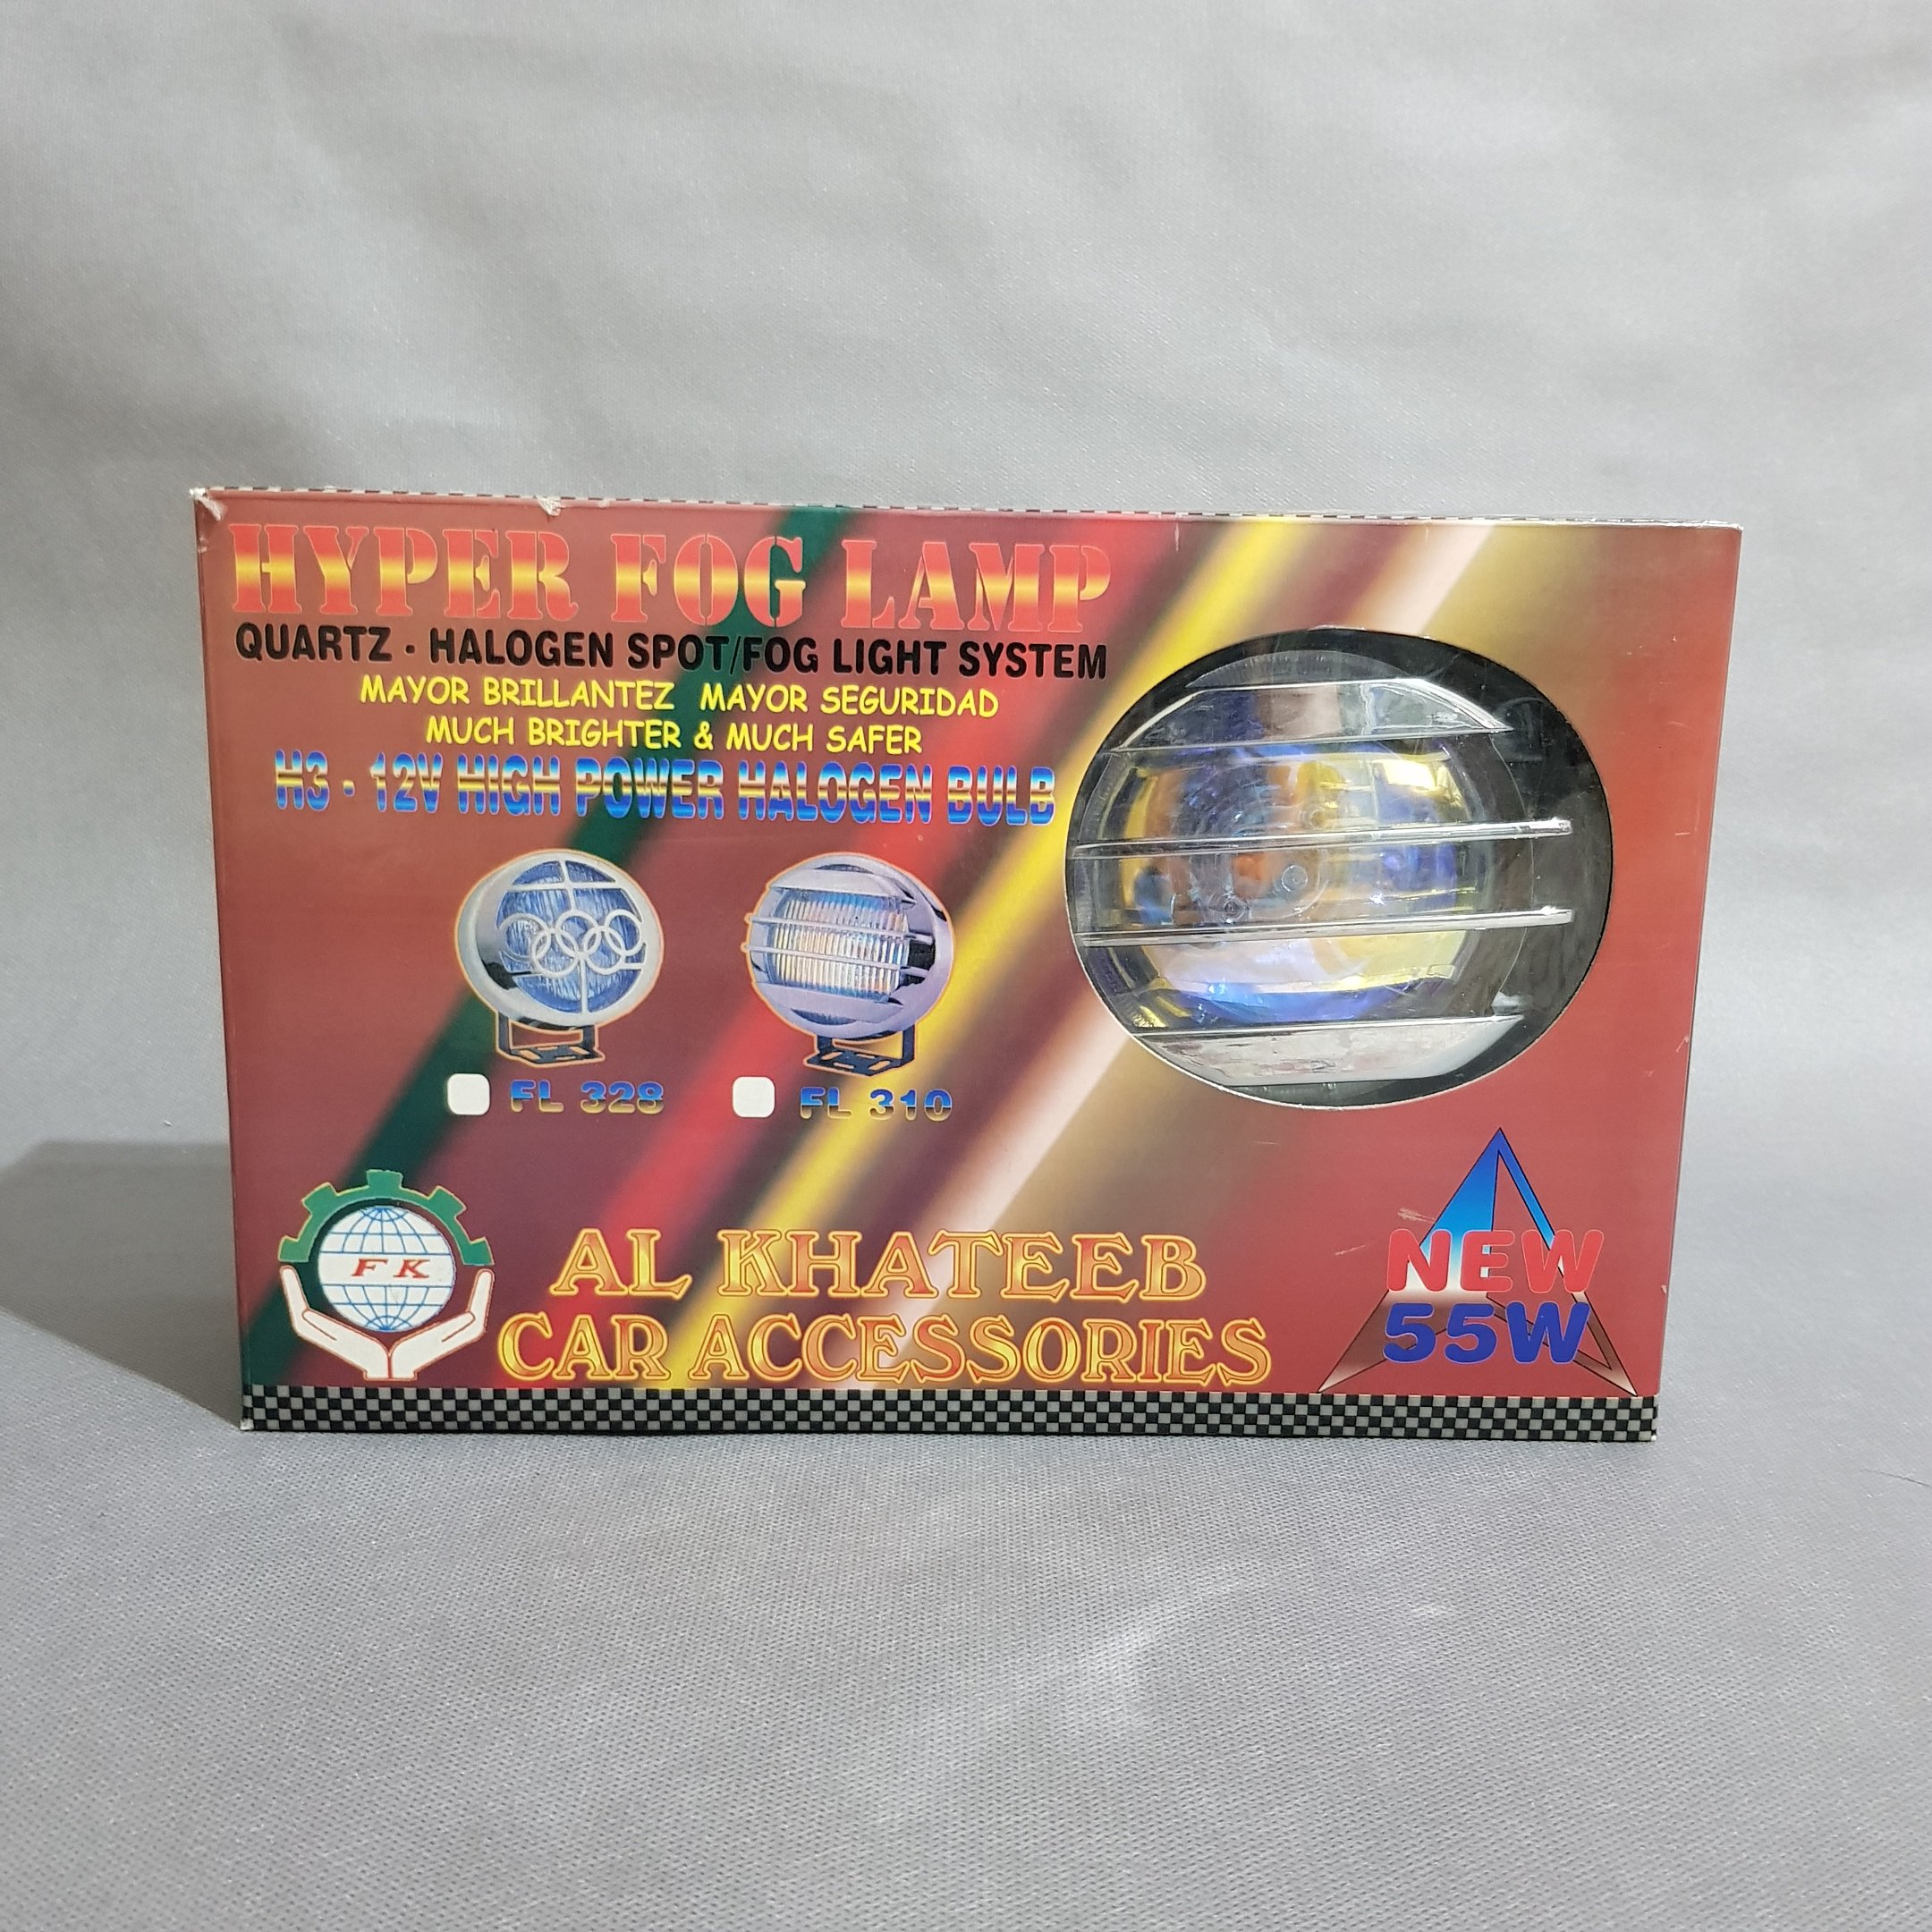 HYPER FOG LAMP
QUARTZ - HALOGEN SPOT/FOG LIGHT SYSTEM
MAYOR BRILLANTEZ MAYOR SEGURIDAD
MUCH BRIGHTER & MUCH SAFER
H3 - 12V HIGH POWER HALOGEN BULB
FL 328
FL 310
FK
AL KHATEEB
CAR ACCESSORIES
NEW
55W